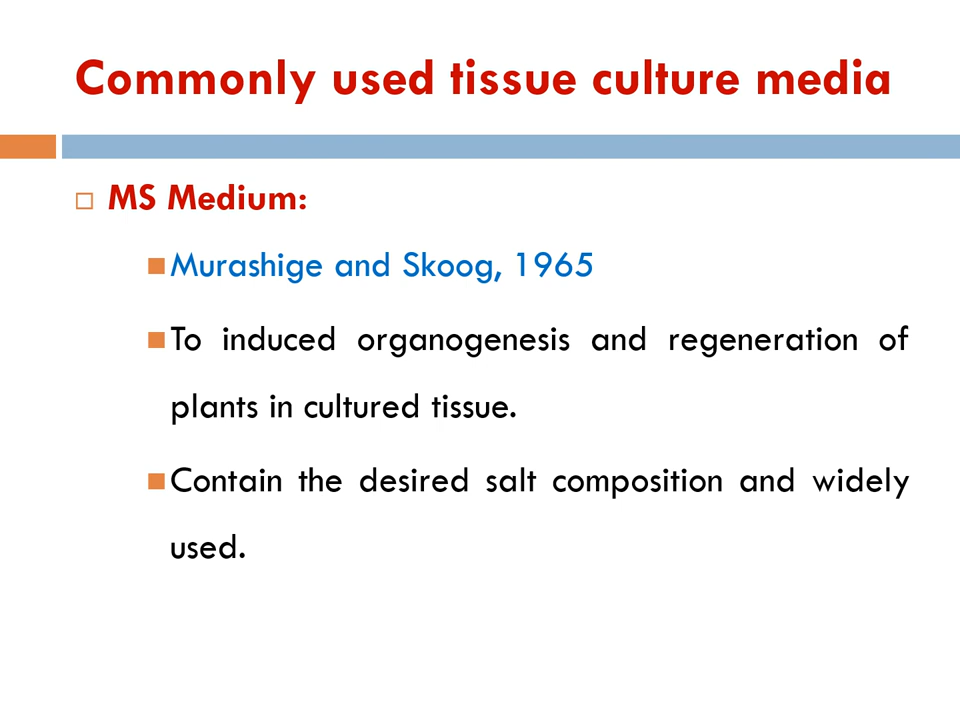 Commonly used tissue culture media
MS Medium:
Murashige and Skoog, 1965
To induced organogenesis and regeneration of
plants in cultured tissue.
Contain the desired salt composition and widely
used.